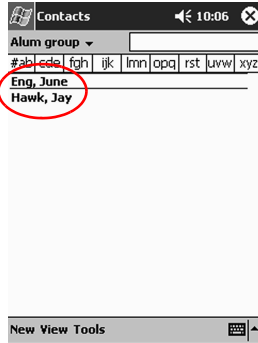 Contacts 10:06
Alum group
#ab cde fgh ijk lmn opq rst uvw xyz
Eng, June
Hawk, Jay
New View Tools